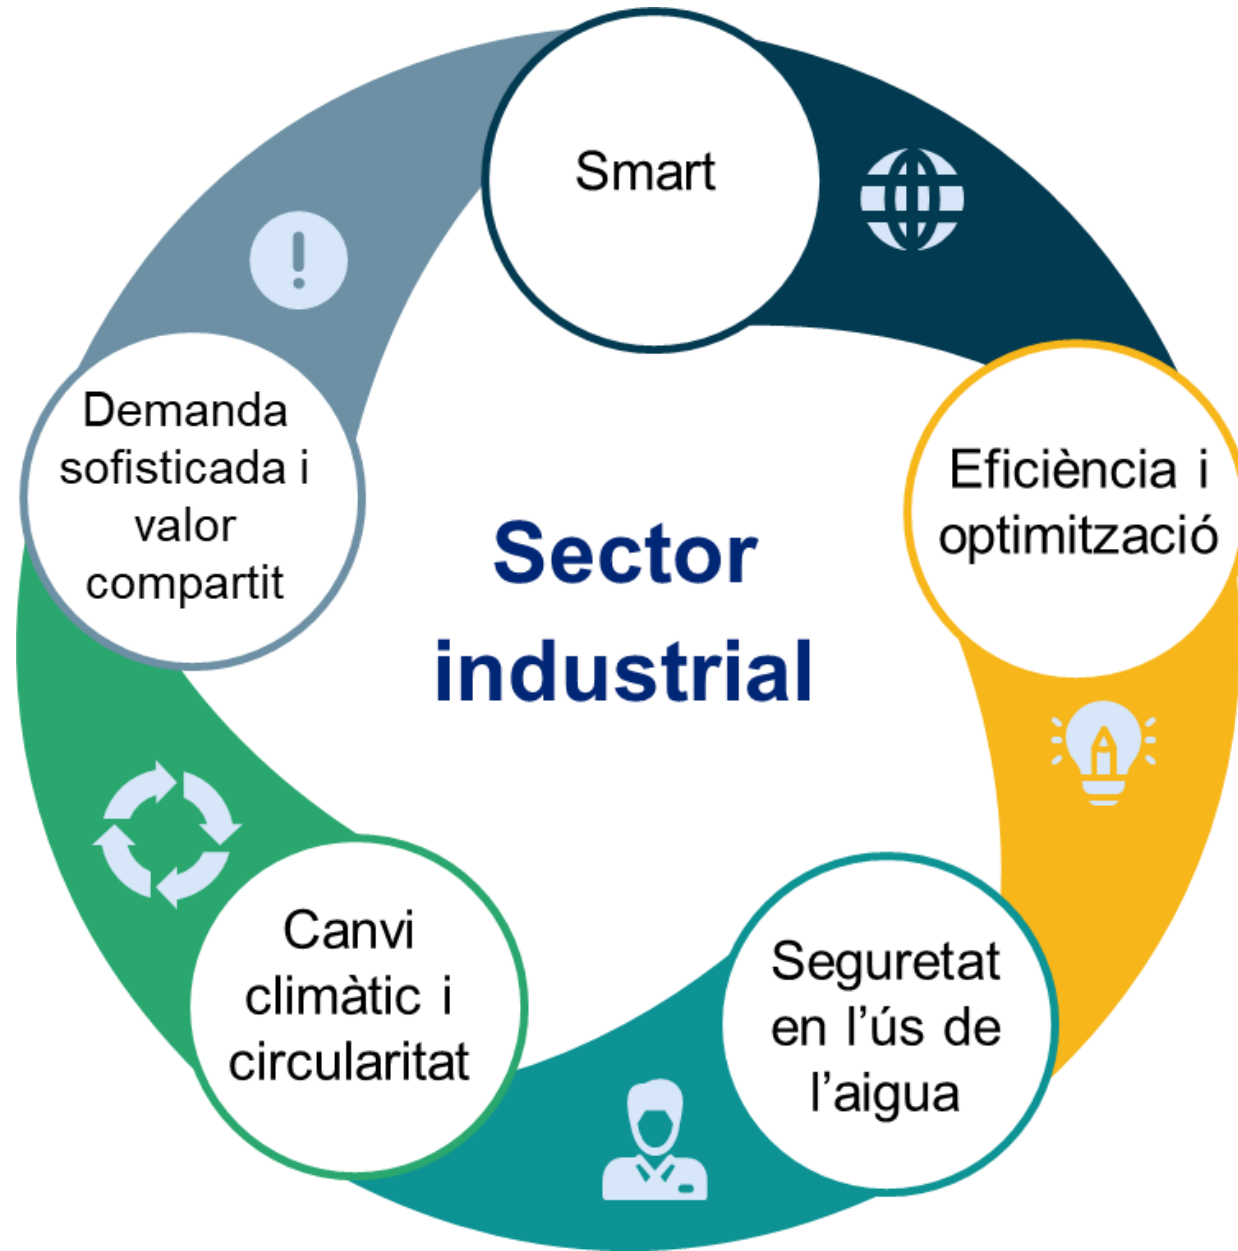 Smart
Eficiència i
optimització
Seguretat
en l’ús de
l’aigua
Canvi
climàtic i
circularitat
Demanda
sofisticada i
valor
compartit
Sector
industrial